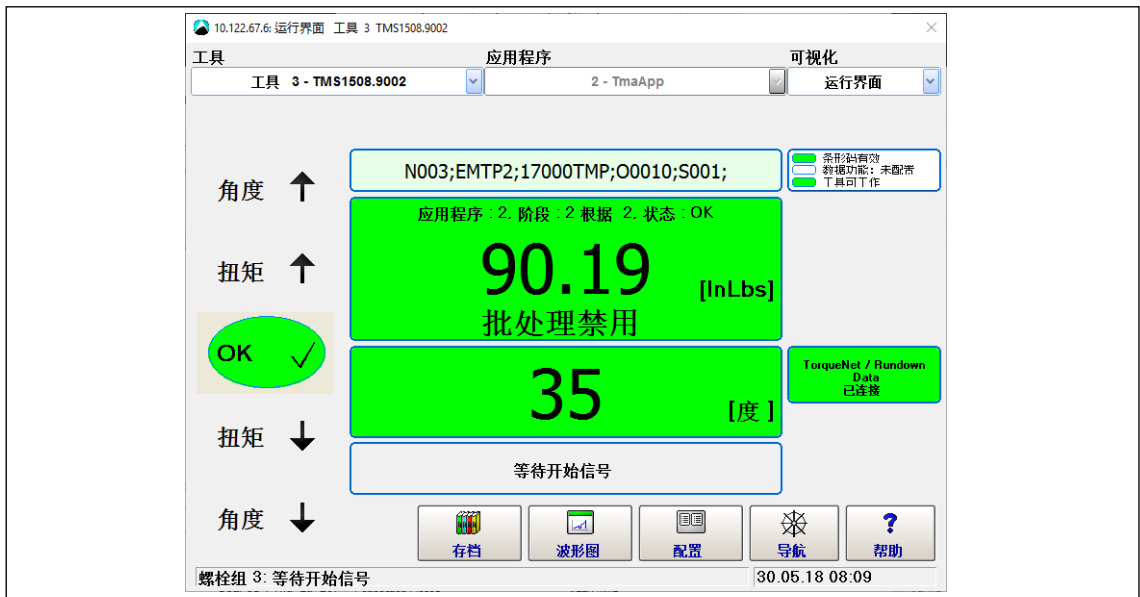 10.122.67.6: 运行界面 工具 3 TMS1508.9002
工具 应用程序 可视化
工具 3 - TMS1508.9002 2 - TmaApp 运行界面
N003;EMTP2;17000TMP;O0010;S001;
条形码有效
数据功能：未配置
工具可工作
角度
应用程序 : 2. 阶段 : 2 根据 2. 状态 : OK
扭矩
90.19 [InLbs]
批处理禁用
OK
35 [度]
TorqueNet / Rundown
Data
已连接
扭矩
等待开始信号
角度
存档 波形图 配置 导航 ? 帮助
螺栓组 3: 等待开始信号 30.05.18 08:09